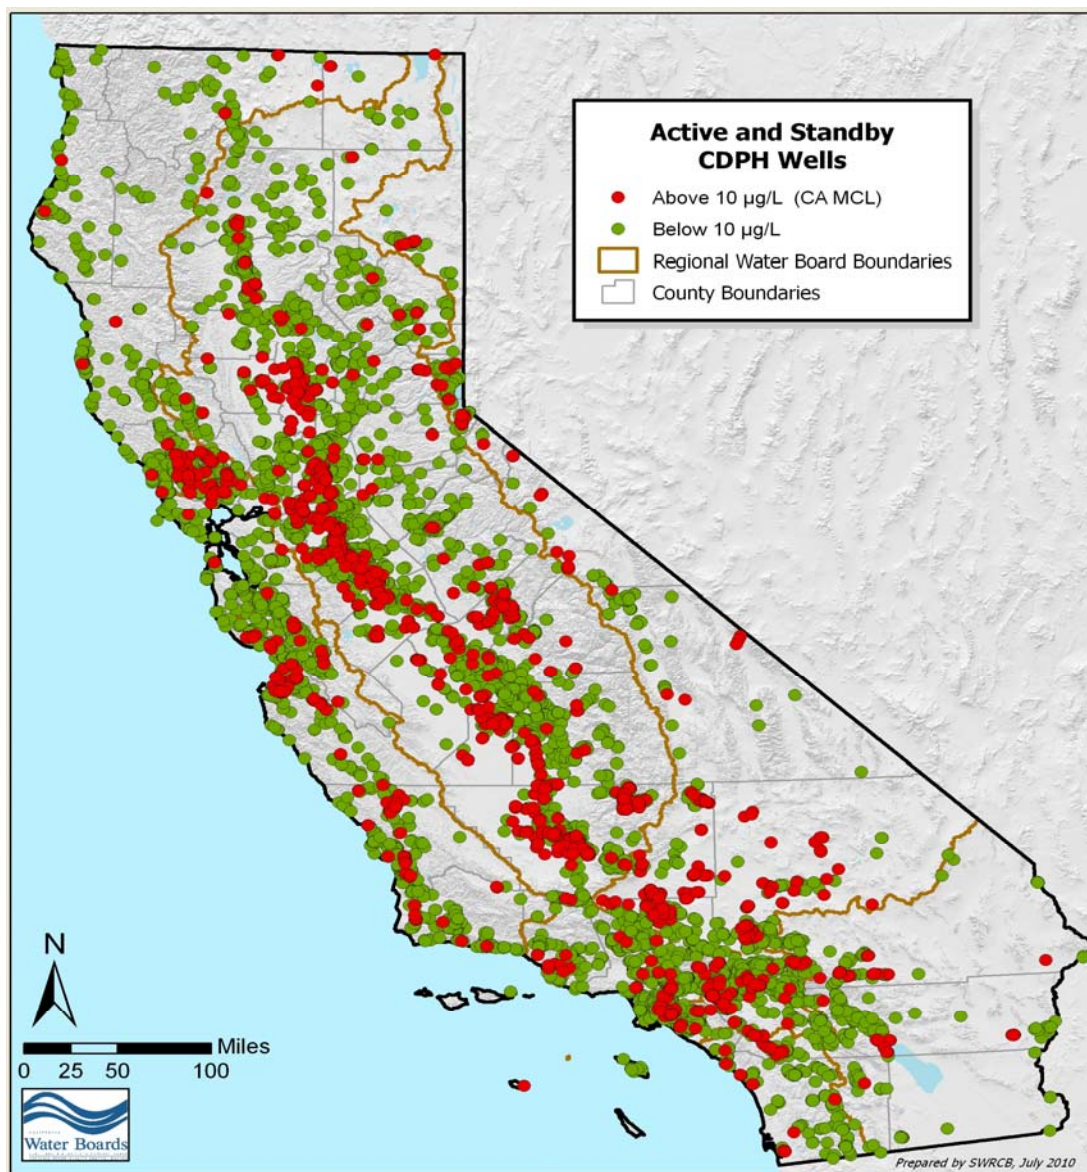 Active and Standby
CDPH Wells
Above 10 µg/L (CA MCL)
Below 10 µg/L
Regional Water Board Boundaries
County Boundaries
N
Miles
0 25 50 100
CALIFORNIA
Water Boards
Prepared by SWRCB, July 2010